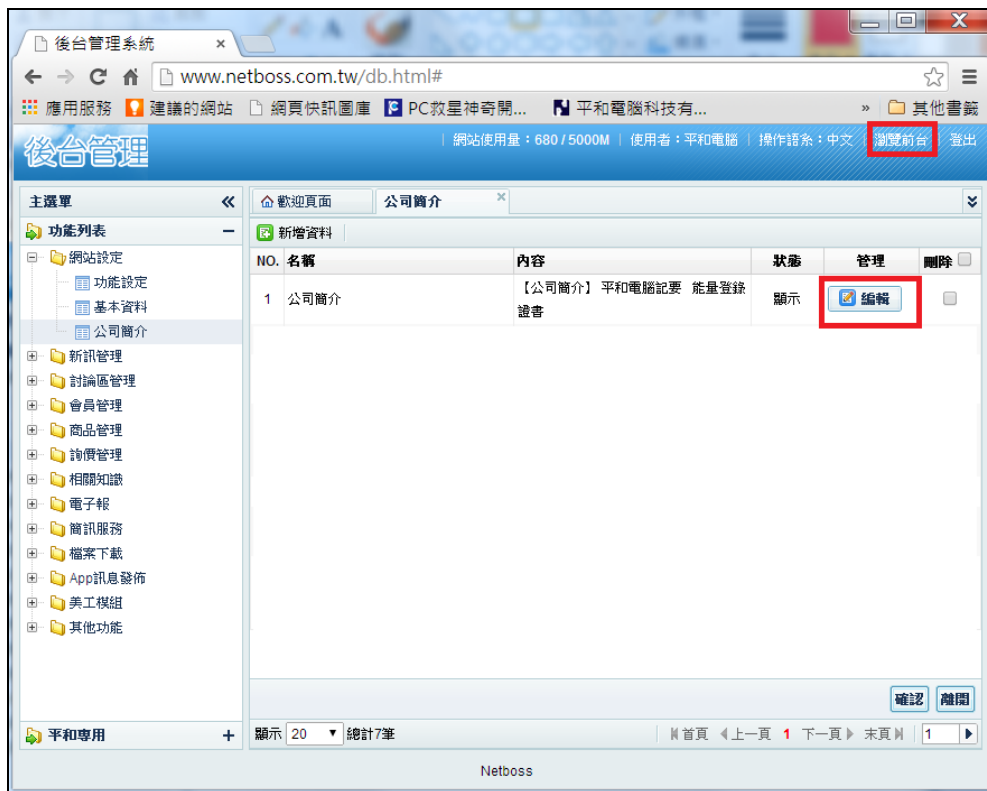 後台管理系統
www.netboss.com.tw/db.html#
應用服務 建議的網站 網頁快訊圖庫 PC救星神奇開... 平和電腦科技有... » 其他書籤
後台管理
網站使用量：680 / 5000M | 使用者：平和電腦 | 操作語系：中文 | 瀏覽前台 | 登出
主選單
歡迎頁面 公司簡介
功能列表
新增資料
網站設定
NO. 名稱 內容 狀態 管理 刪除
功能設定
基本資料
1 公司簡介 【公司簡介】 平和電腦記要 能量登錄證書 顯示 編輯
公司簡介
新訊管理
討論區管理
會員管理
商品管理
詢價管理
相關知識
電子報
簡訊服務
檔案下載
App訊息發佈
美工模組
其他功能
確認 離開
平和專用
顯示 20 總計7筆 首頁 上一頁 1 下一頁 末頁 1
Netboss